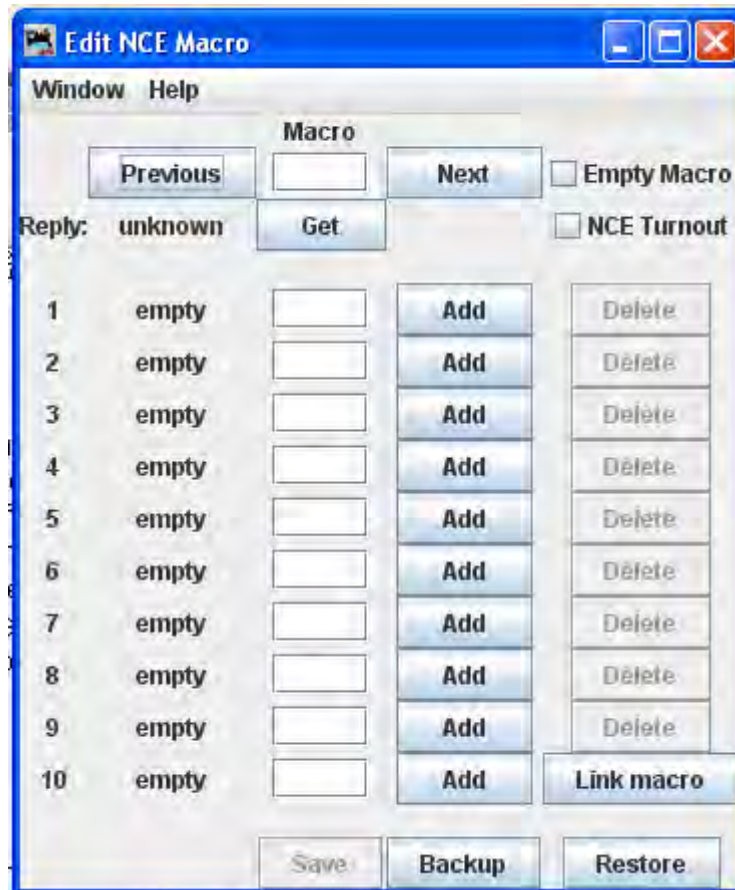 Edit NCE Macro
Window Help
Macro
Previous Next Empty Macro
Reply: unknown Get NCE Turnout
1 empty Add Delete
2 empty Add Delete
3 empty Add Delete
4 empty Add Delete
5 empty Add Delete
6 empty Add Delete
7 empty Add Delete
8 empty Add Delete
9 empty Add Delete
10 empty Add Link macro
Save Backup Restore